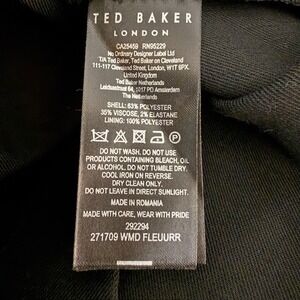 TED BAKER
LONDON
CA25459 RN95229
No Ordinary Designer Label Ltd
T/A Ted Baker, Ted Baker on Cleveland
111-117 Cleveland Street, London, W1T 6PX.
United Kingdom
Ted Baker Netherlands
Leidsestraat 64, 1017 PD Amsterdam
The Netherlands
SHELL: 63% POLYESTER
35% VISCOSE, 2% ELASTANE
LINING: 100% POLYESTER
P
DO NOT WASH. DO NOT USE
PRODUCTS CONTAINING BLEACH, OIL
OR ALCOHOL. DO NOT TUMBLE DRY.
COOL IRON ON REVERSE.
DRY CLEAN ONLY.
DO NOT LEAVE IN DIRECT SUNLIGHT.
MADE IN ROMANIA
MADE WITH CARE, WEAR WITH PRIDE
292294
271709 WMD FLEUURR